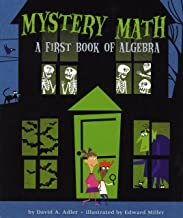 MYSTERY MATH
A FIRST BOOK OF ALGEBRA
by David A. Adler illustrated by Edward Miller